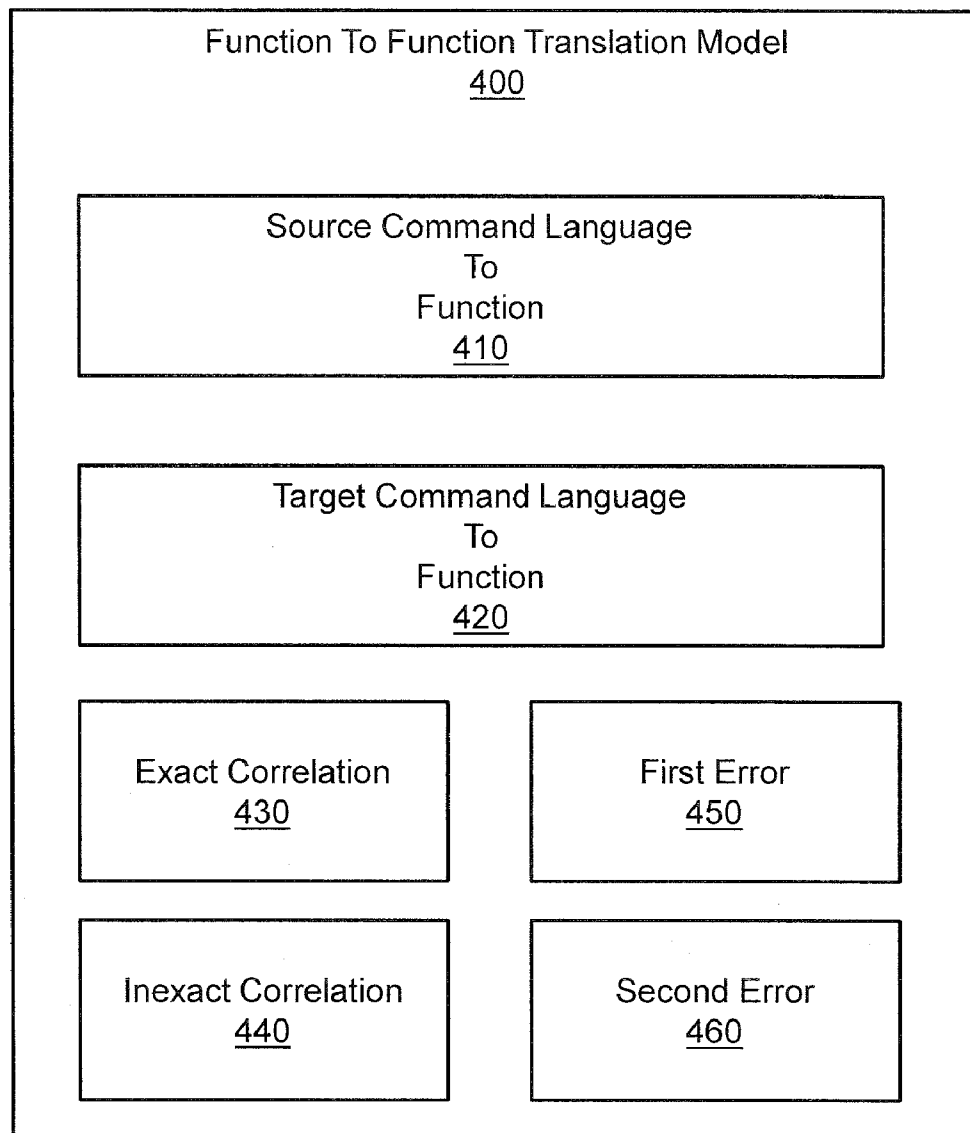 Function To Function Translation Model
400
Source Command Language
To
Function
410
Target Command Language
To
Function
420
Exact Correlation
430
First Error
450
Inexact Correlation
440
Second Error
460